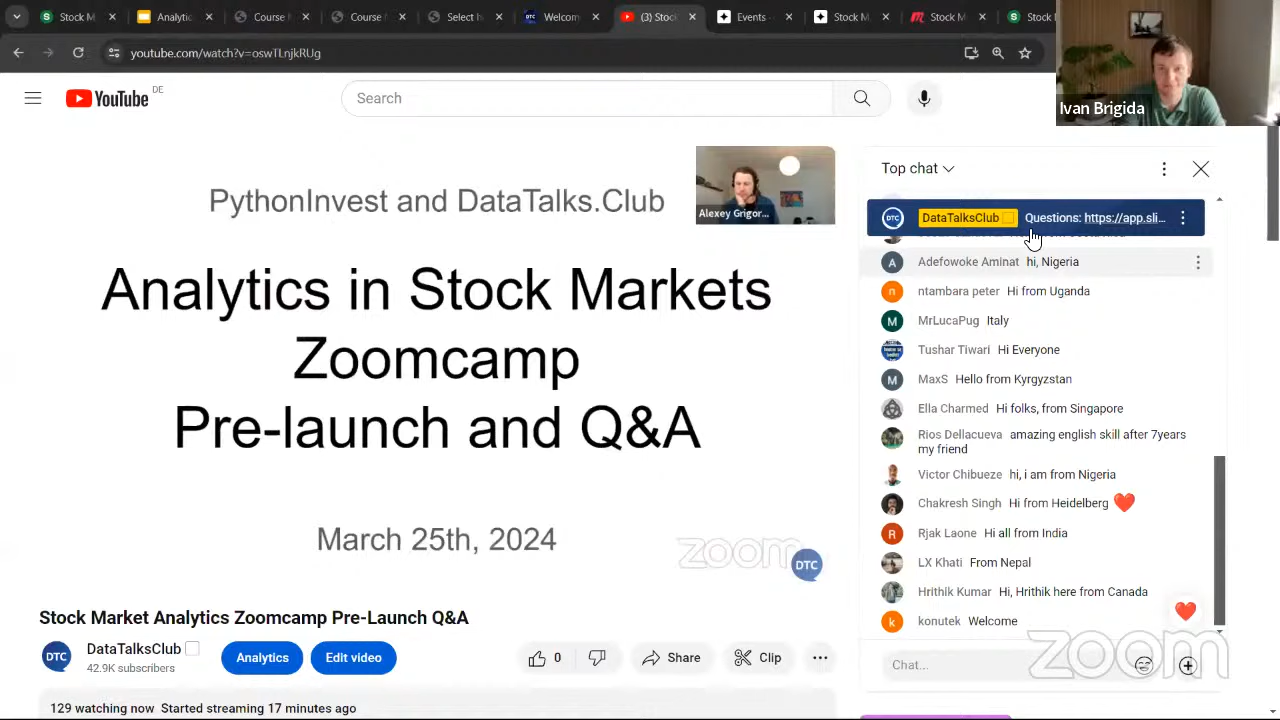 Stock M
Analytic
Course
Course
Select h
Welcom
(3) Stoc
Events
Stock M
Stock M
Stock
youtube.com/watch?v=oswTLnjkRUg
Ivan Brigida
YouTube DE
Search
Top chat
PythonInvest and DataTalks.Club
Analytics in Stock Markets
Zoomcamp
Pre-launch and Q&A
March 25th, 2024
Alexey Grigor...
zoom
DTC
DTC DataTalksClub Questions: https://app.sli...
A Adefowoke Aminat hi, Nigeria
n ntambara peter Hi from Uganda
M MrLucaPug Italy
Tushar Tiwari Hi Everyone
M MaxS Hello from Kyrgyzstan
Ella Charmed Hi folks, from Singapore
Rios Dellacueva amazing english skill after 7years
my friend
Victor Chibueze hi, i am from Nigeria
Chakresh Singh Hi from Heidelberg ❤️
R Rjak Laone Hi all from India
LX Khati From Nepal
Hrithik Kumar Hi, Hrithik here from Canada
k konutek Welcome
Chat...
zoom
Stock Market Analytics Zoomcamp Pre-Launch Q&A
DTC DataTalksClub
42.9K subscribers
Analytics
Edit video
0
Share
Clip
129 watching now Started streaming 17 minutes ago